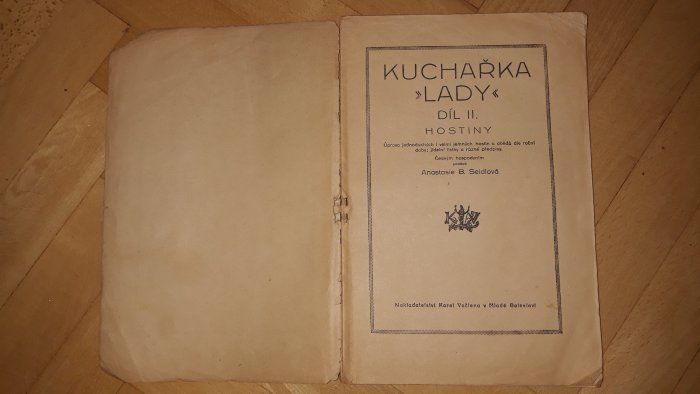 KUCHAŘKA
»LADY«
DÍL II.
HOSTINY
Úprava jednoduchých i velmi jemných hostin a obědů dle roční
doby; jídelní lístky a různé předpisy.
Českým hospodyním
podává
Anastasie B. Seidlová
K V
Nakladatelství Karel Vačlena v Mladé Boleslavi